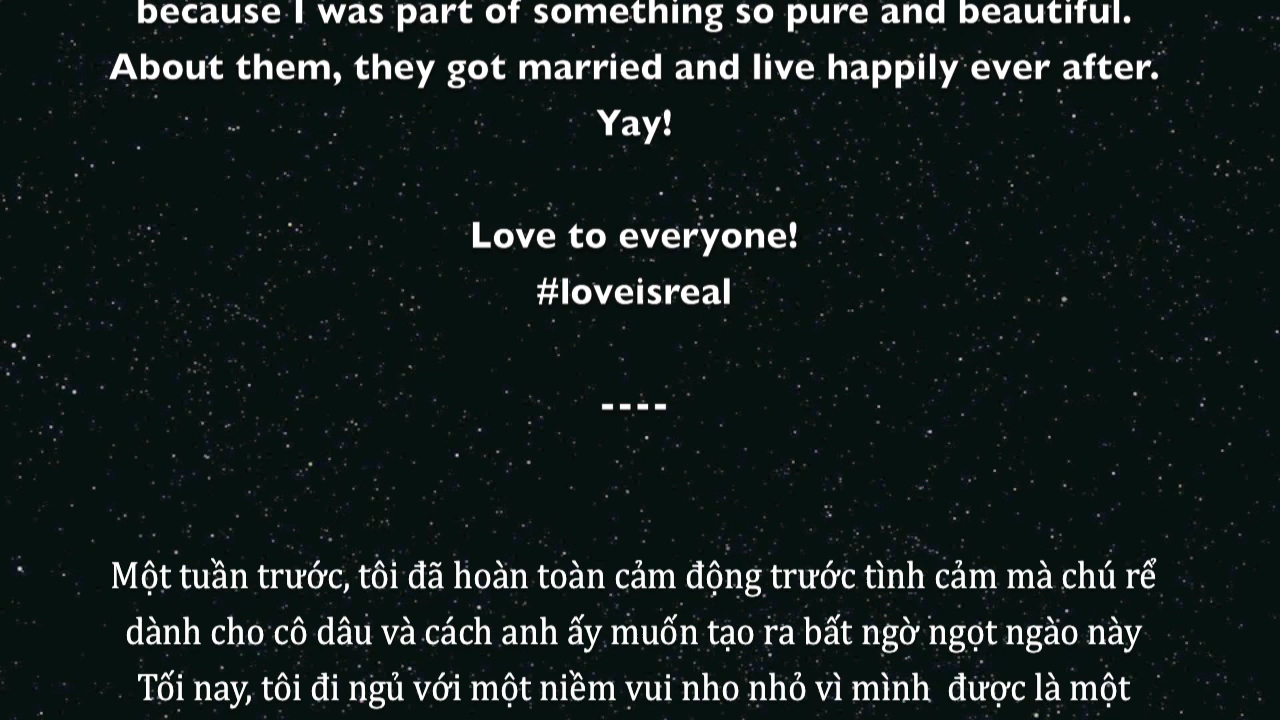 because I was part of something so pure and beautiful.
About them, they got married and live happily ever after.
Yay!
Love to everyone!
#loveisreal
----
Một tuần trước, tôi đã hoàn toàn cảm động trước tình cảm mà chú rể
dành cho cô dâu và cách anh ấy muốn tạo ra bất ngờ ngọt ngào này
Tối nay, tôi đi ngủ với một niềm vui nho nhỏ vì mình  được là một